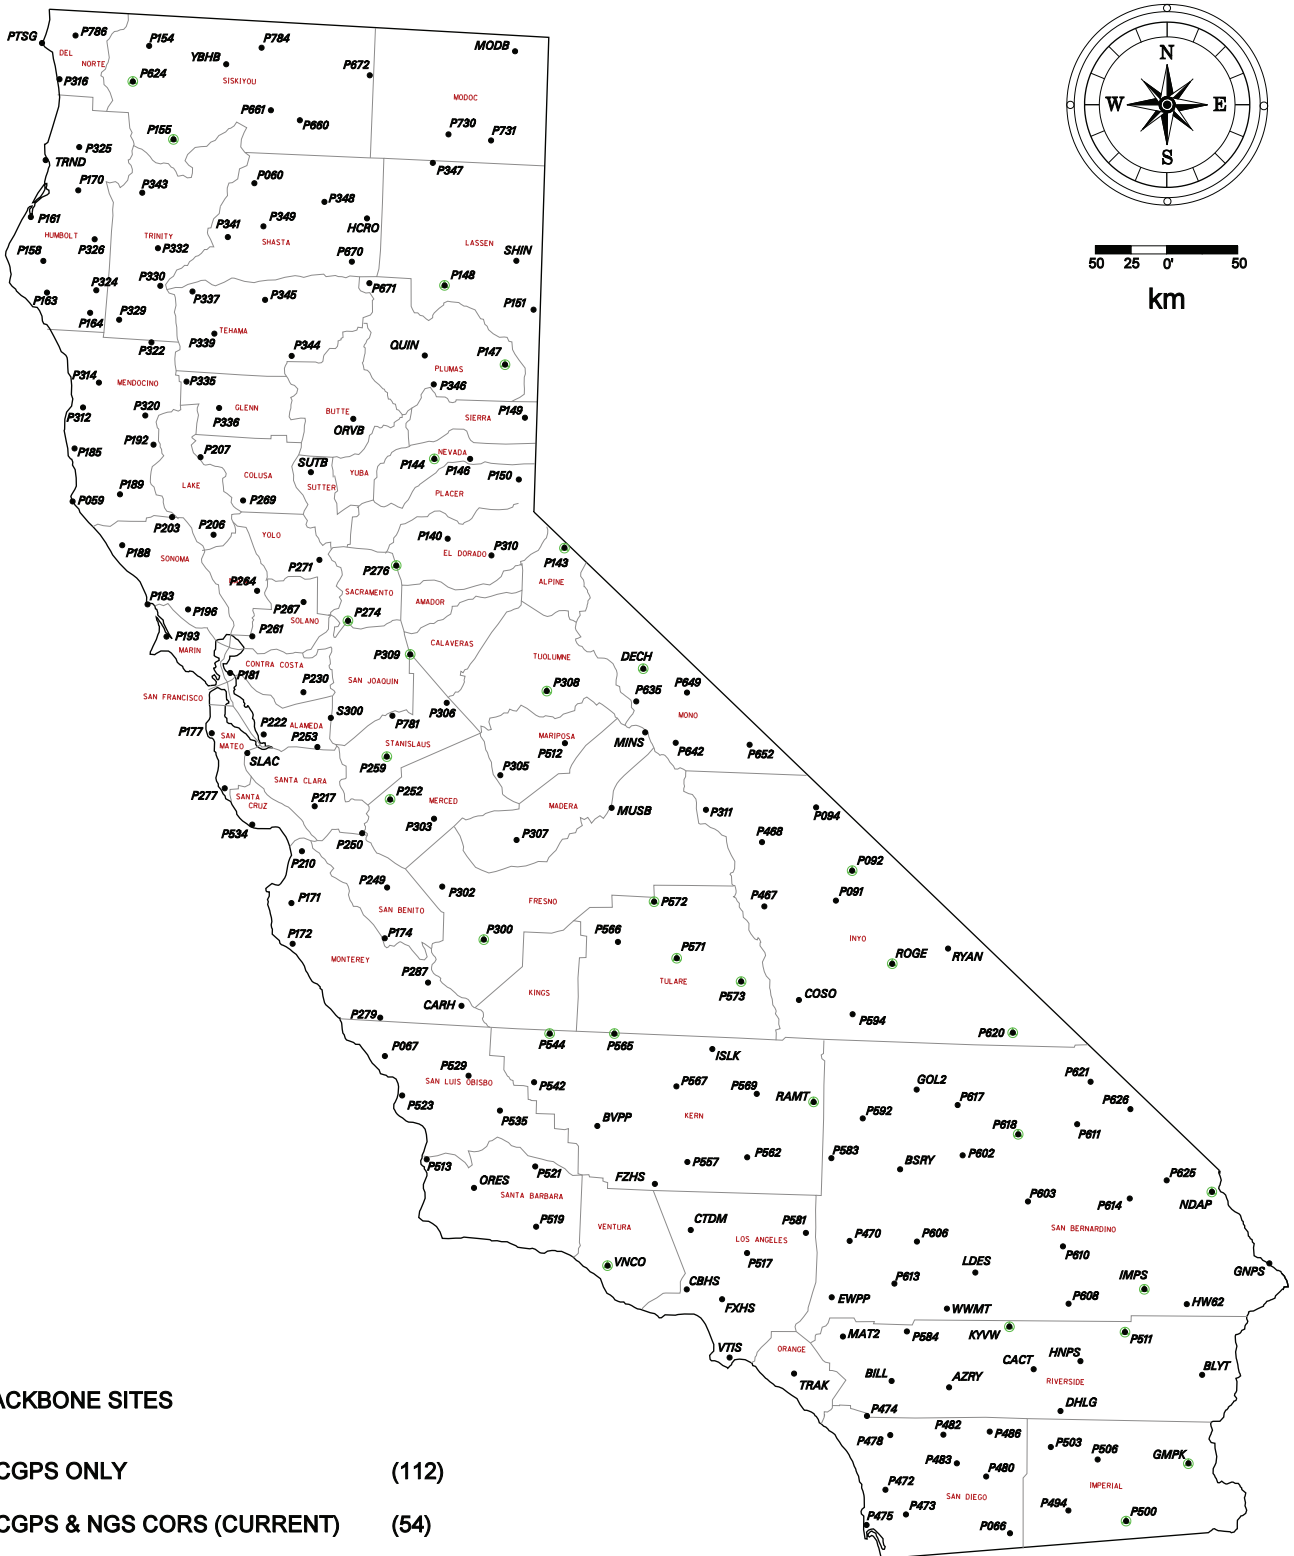 PTSG
P786
P154
P784
YBHB
P672
MODB
N
DEL
NORTE
P316
P624
SISKIYOU
MODOC
W
E
P661
P660
P155
P730
P731
S
P325
TRND
P347
P170
P343
P060
P348
P161
P341
P349
HCRO
HUMBOLT
P326
TRINITY
P332
SHASTA
LASSEN
SHIN
50
25
0'
50
km
P158
P670
P324
P330
P337
P345
P671
P148
P163
P164
P329
P151
P339
TEHAMA
P322
P344
QUIN
P147
PLUMAS
P314
MENDOCINO
P335
P346
P312
P320
P336
GLENN
BUTTE
ORVB
SIERRA
P149
P185
P192
P207
SUTB
P144
NEVADA
P146
P150
LAKE
COLUSA
SUTTER
YUBA
PLACER
P059
P189
P269
P203
P206
YOLO
P140
EL DORADO
P310
P188
SONOMA
P271
P276
P143
ALPINE
P264
SACRAMENTO
AMADOR
P183
P196
P267
SOLANO
P274
P193
MARIN
P261
CALAVERAS
P309
TUOLUMNE
DECH
CONTRA COSTA
P181
P230
SAN JOAQUIN
P308
P649
SAN FRANCISCO
P635
MONO
P306
S300
P781
P177
SAN
MATEO
P222
ALAMEDA
P253
STANISLAUS
MARIPOSA
P512
MINS
P642
P652
SLAC
P259
P305
SANTA CLARA
P277
SANTA
CRUZ
P217
P252
MERCED
MADERA
MUSB
P311
P094
P534
P250
P303
P307
P468
P210
P249
P302
P092
P171
SAN BENITO
FRESNO
P572
P467
P091
P172
P174
P300
P566
P571
INYO
ROGE
RYAN
MONTEREY
P287
KINGS
TULARE
P573
CARH
COSO
P279
P594
P620
P067
P544
P565
ISLK
P529
SAN LUIS OBISBO
P542
P567
P569
RAMT
GOL2
P621
P523
P535
BVPP
KERN
P592
P617
P626
P618
P611
P513
P521
P557
P562
P583
BSRY
P602
ORES
SANTA BARBARA
FZHS
P603
P614
P625
NDAP
P519
VENTURA
CTDM
P581
LOS ANGELES
P470
P606
SAN BERNARDINO
P517
P610
VNCO
LDES
CBHS
P613
IMPS
GNPS
FXHS
EWPP
WWMT
P608
HW62
VTIS
ORANGE
MAT2
P584
KYVW
P511
TRAK
BILL
AZRY
CACT
HNPS
RIVERSIDE
BLYT
DHLG
ACKBONE SITES
P474
P478
P482
P486
P503
P506
GMPK
CGPS ONLY (112)
P483
P480
P472
SAN DIEGO
IMPERIAL
P473
P494
P500
P475
P066
CGPS & NGS CORS (CURRENT) (54)